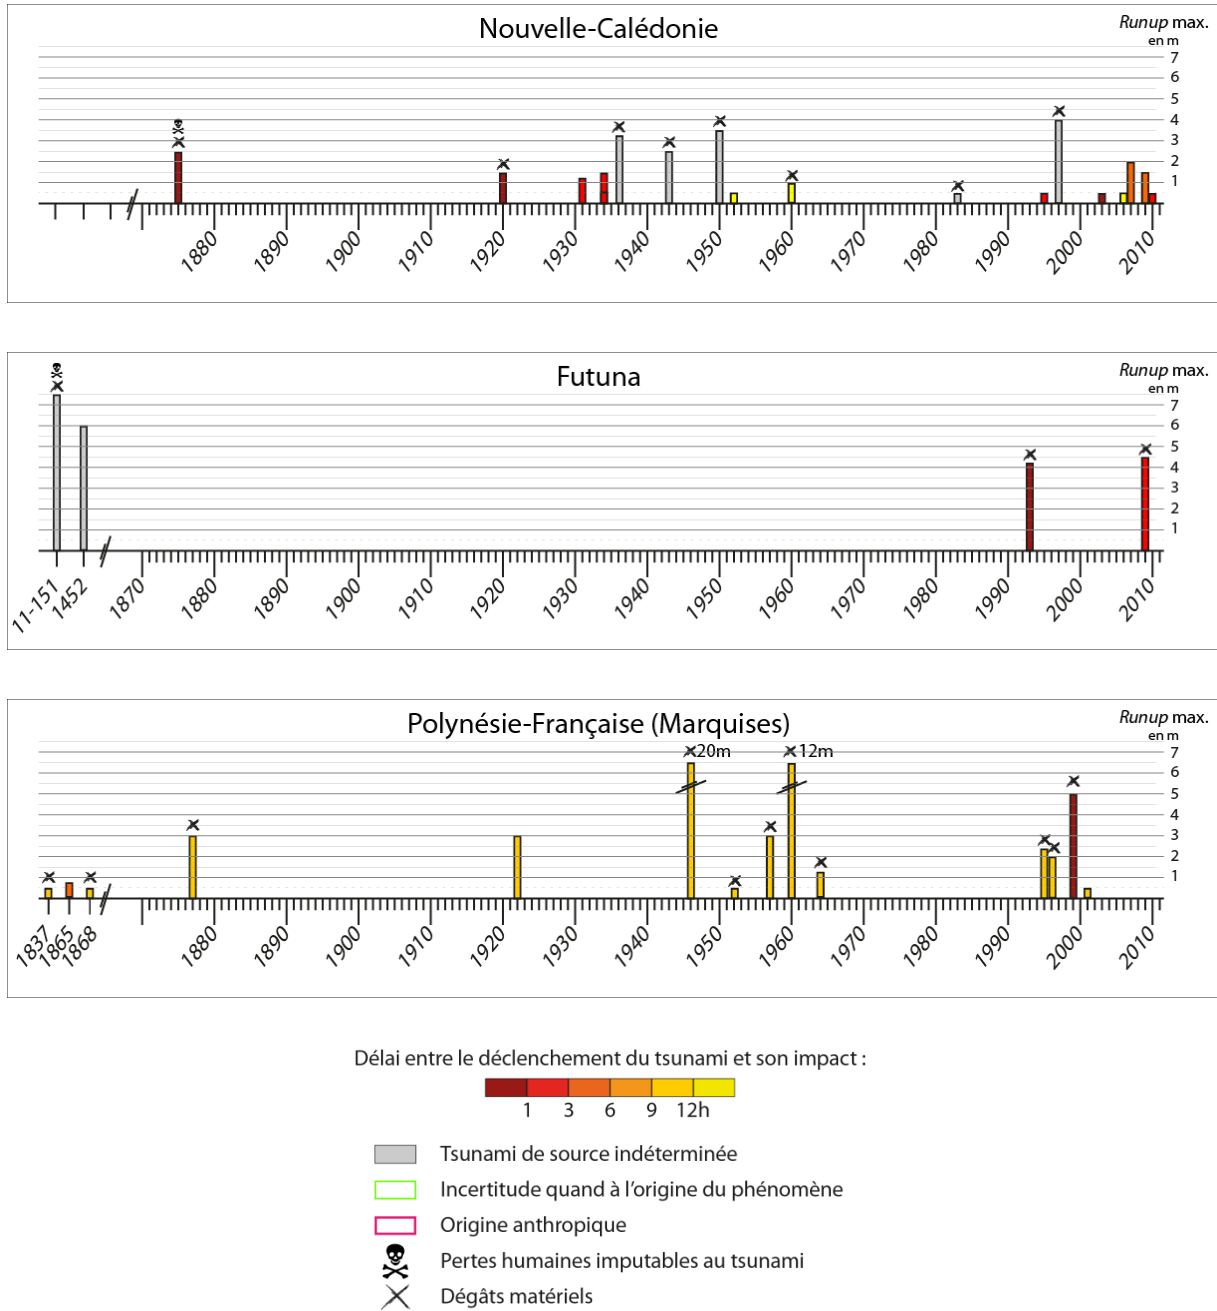 Nouvelle-Calédonie
Runup max.
en m
7
6
5
4
3
2
1
1880 1890 1900 1910 1920 1930 1940 1950 1960 1970 1980 1990 2000 2010
Futuna
Runup max.
en m
7
6
5
4
3
2
1
11-151 1452 1870 1880 1890 1900 1910 1920 1930 1940 1950 1960 1970 1980 1990 2000 2010
Polynésie-Française (Marquises)
Runup max.
en m
20m 12m
7
6
5
4
3
2
1
1837 1865 1868 1880 1890 1900 1910 1920 1930 1940 1950 1960 1970 1980 1990 2000 2010
Délai entre le déclenchement du tsunami et son impact :
1 3 6 9 12h
Tsunami de source indéterminée
Incertitude quand à l'origine du phénomène
Origine anthropique
Pertes humaines imputables au tsunami
Dégâts matériels